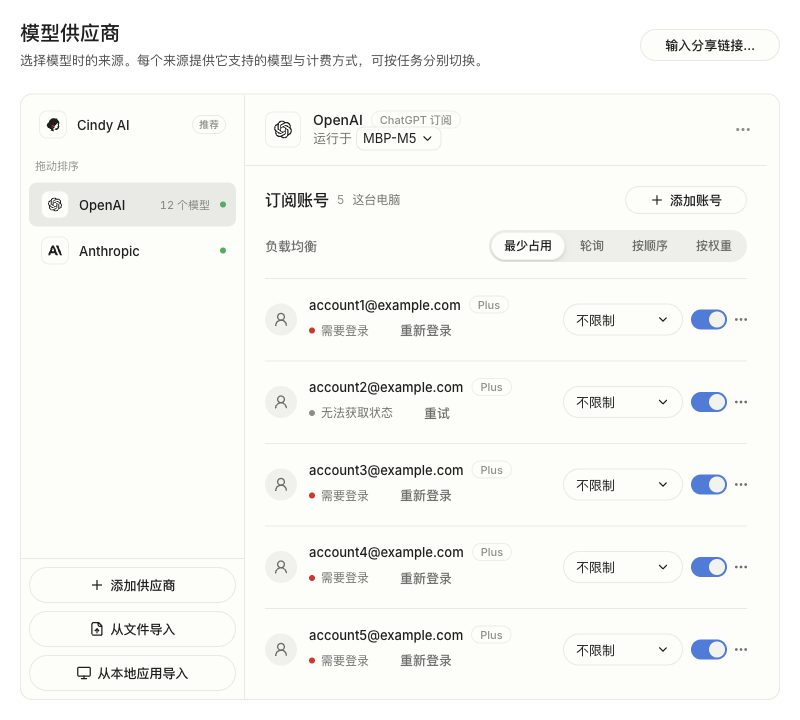 模型供应商
选择模型时的来源。每个来源提供它支持的模型与计费方式，可按任务分别切换。
输入分享链接...
Cindy AI 推荐
拖动排序
OpenAI 12 个模型
Anthropic
添加供应商
从文件导入
从本地应用导入
OpenAI ChatGPT 订阅
运行于 MBP-M5
订阅账号 5 这台电脑
添加账号
负载均衡 最少占用 轮询 按顺序 按权重
account1@example.com Plus
需要登录 重新登录
不限制
account2@example.com Plus
无法获取状态 重试
不限制
account3@example.com Plus
需要登录 重新登录
不限制
account4@example.com Plus
需要登录 重新登录
不限制
account5@example.com Plus
需要登录 重新登录
不限制